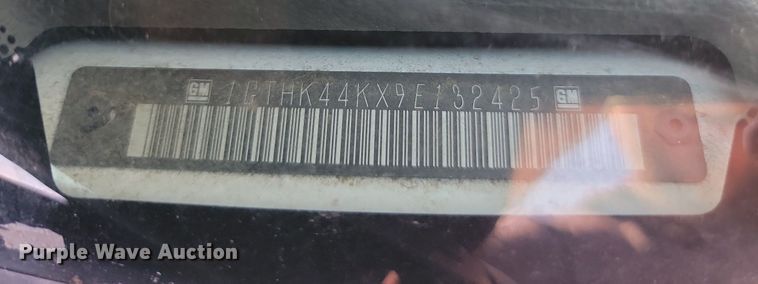 GM 1GTHK44KX9E132425 GM
Purple Wave Auction